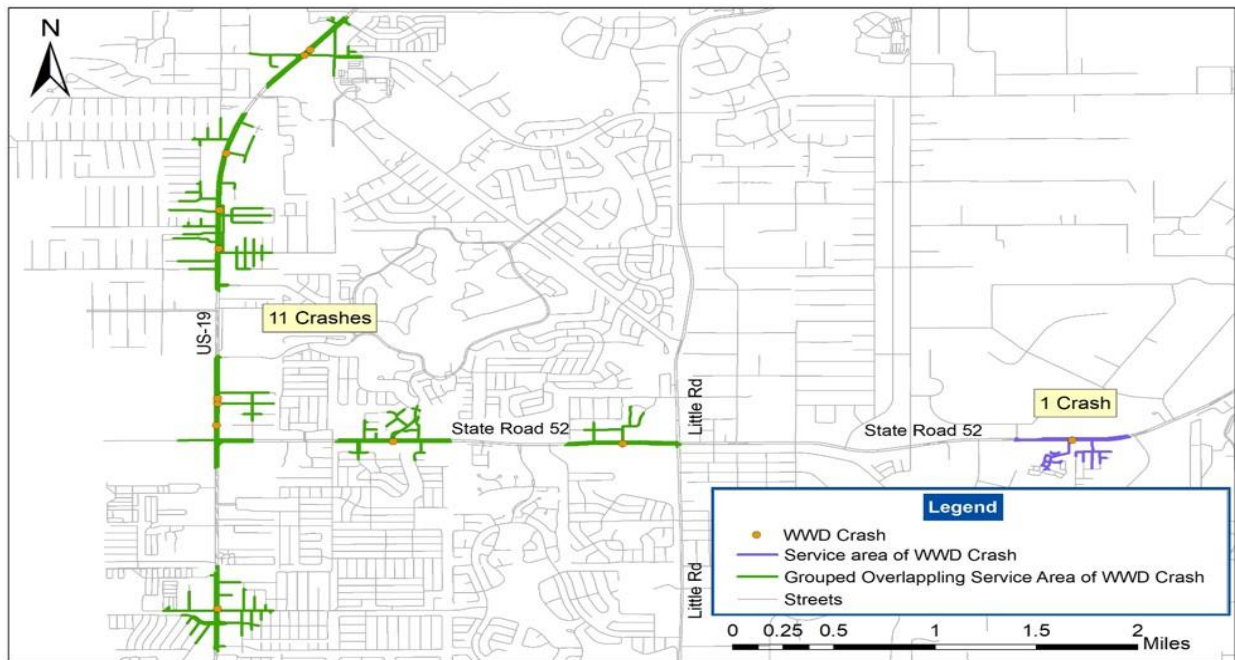 N
US-19
11 Crashes
State Road 52
Little Rd
1 Crash
State Road 52
Little Rd
Legend
WWD Crash
Service area of WWD Crash
Grouped Overlappling Service Area of WWD Crash
Streets
0 0.25 0.5 1 1.5 2
Miles